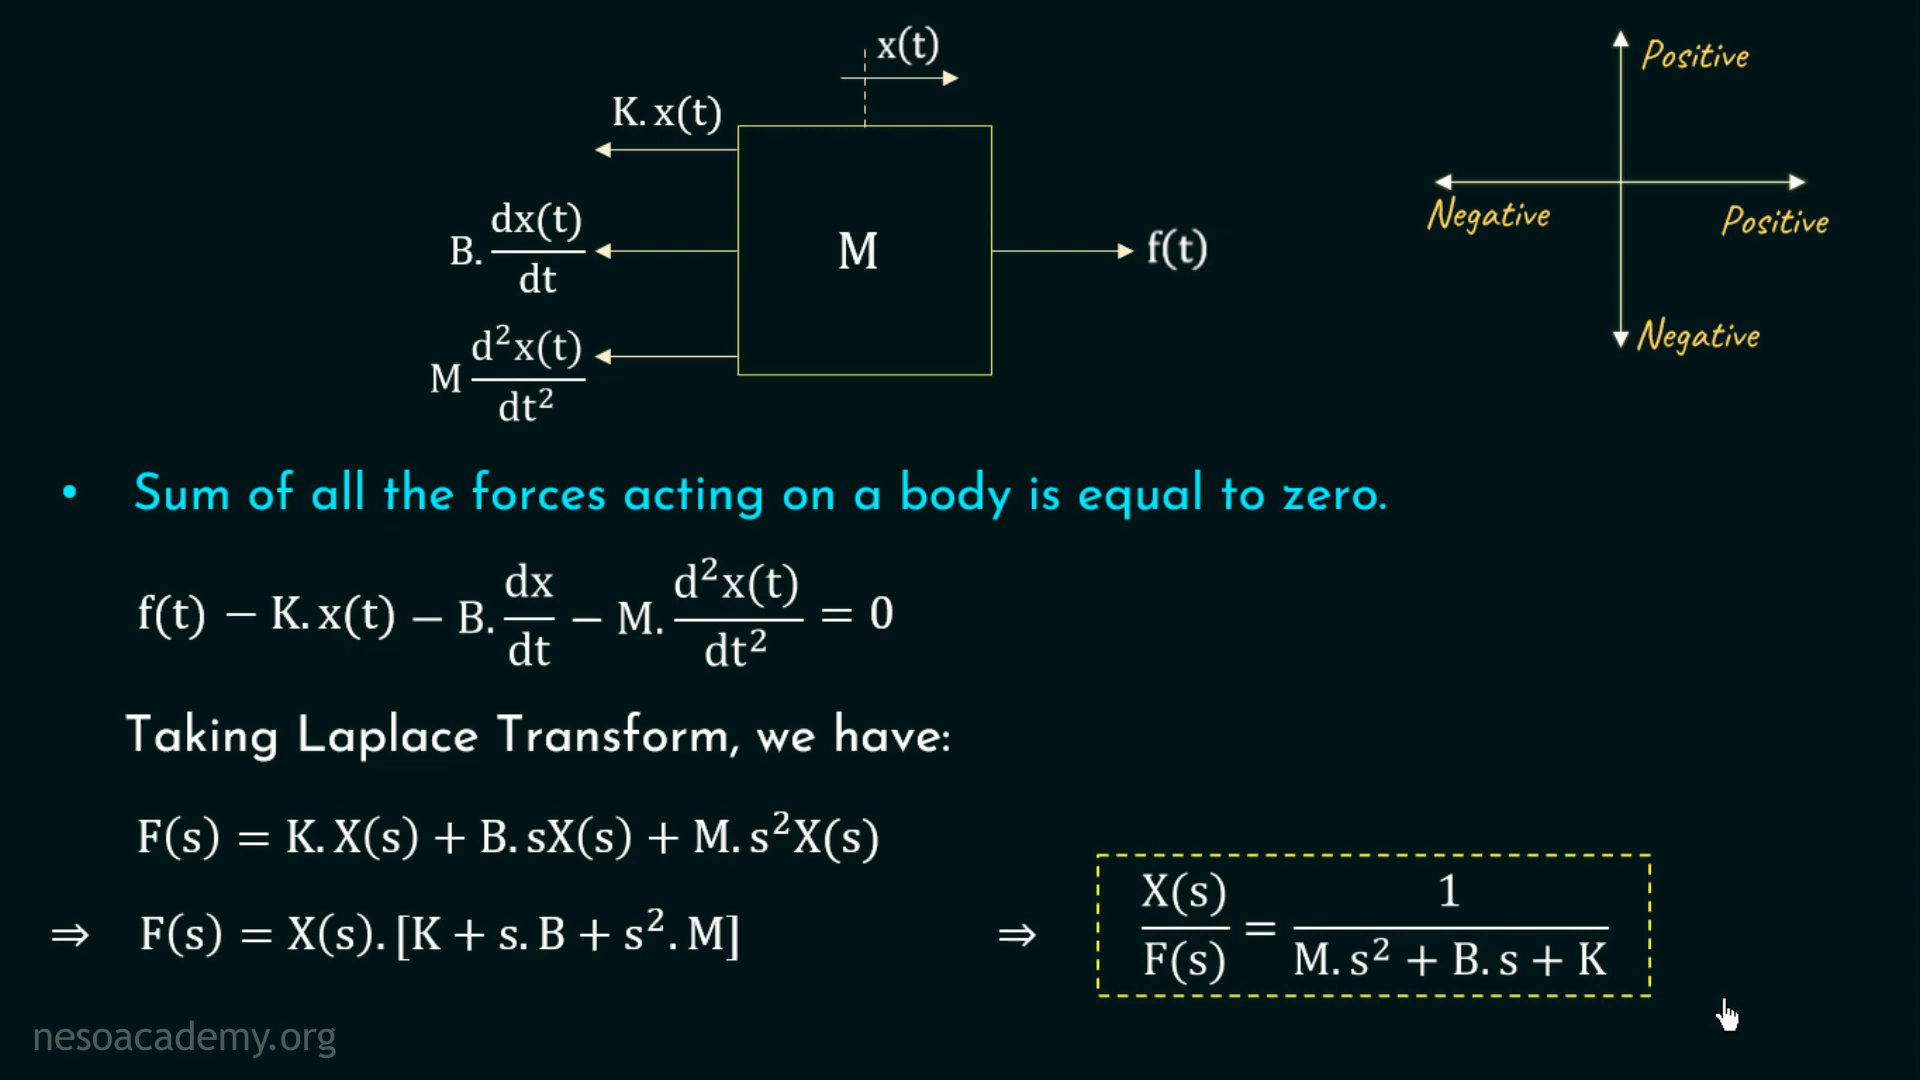 x(t)
K. x(t)
B. dx(t)/dt
M
f(t)
M d²x(t)/dt²
Positive
Negative
Positive
Negative
• Sum of all the forces acting on a body is equal to zero.
f(t) − K. x(t) − B. dx/dt − M. d²x(t)/dt² = 0
Taking Laplace Transform, we have:
F(s) = K. X(s) + B. sX(s) + M. s²X(s)
⇒ F(s) = X(s). [K + s. B + s². M]
⇒ X(s)/F(s) = 1/(M. s² + B. s + K)
nesoacademy.org